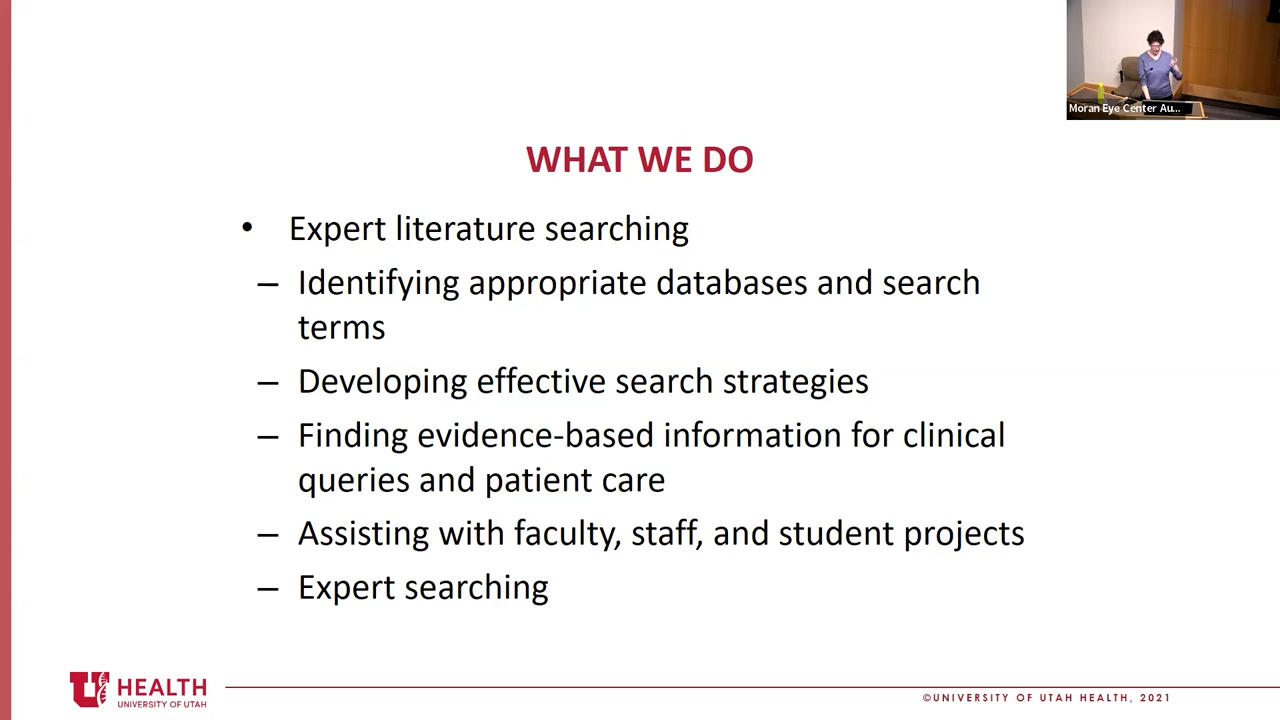 Moran Eye Center Au...
WHAT WE DO
• Expert literature searching
– Identifying appropriate databases and search
terms
– Developing effective search strategies
– Finding evidence-based information for clinical
queries and patient care
– Assisting with faculty, staff, and student projects
– Expert searching
U HEALTH
UNIVERSITY OF UTAH
©UNIVERSITY OF UTAH HEALTH, 2021